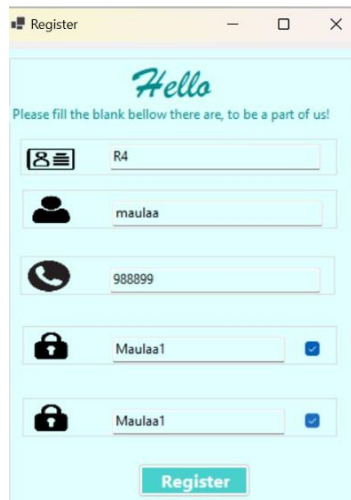 Register
Hello
Please fill the blank bellow there are, to be a part of us!
R4
maulaa
988899
Maulaa1
Maulaa1
Register